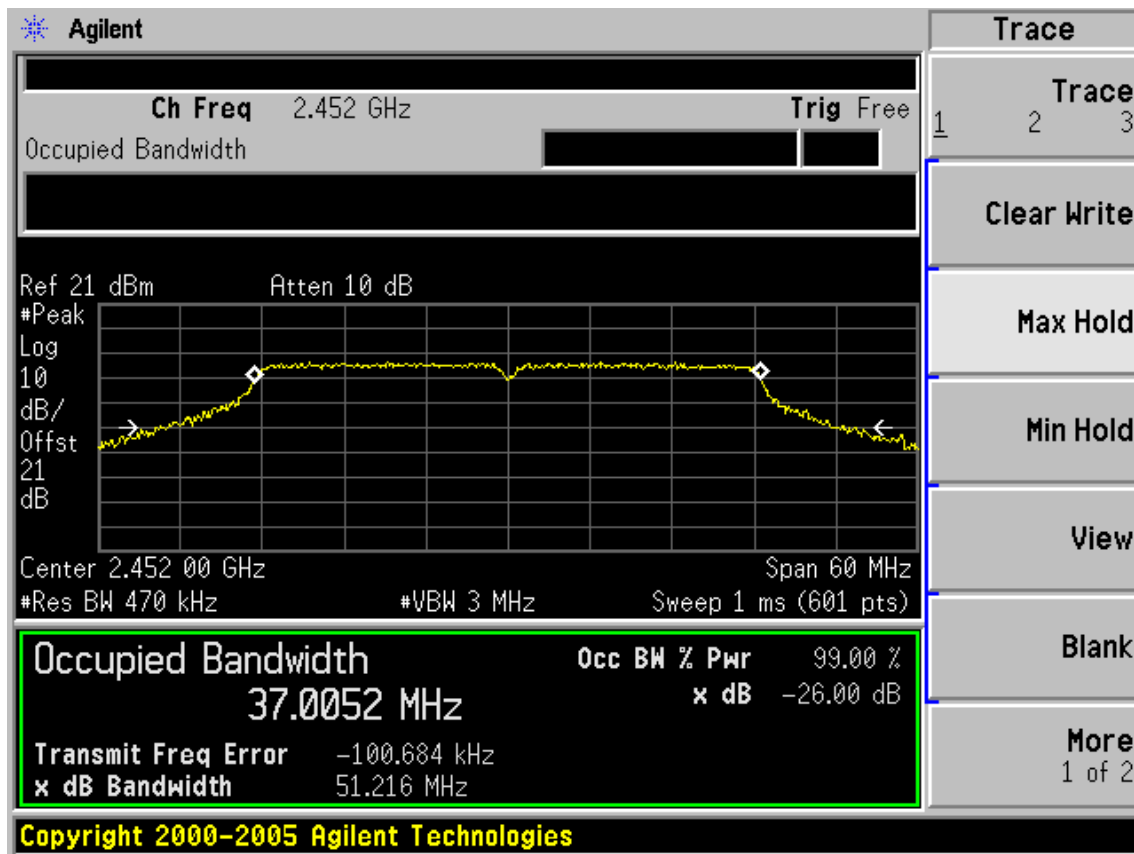 Agilent
Ch Freq 2.452 GHz Trig Free
Occupied Bandwidth
Ref 21 dBm Atten 10 dB
#Peak
Log
10
dB/
Offst
21
dB
Center 2.452 00 GHz Span 60 MHz
#Res BW 470 kHz #VBW 3 MHz Sweep 1 ms (601 pts)
Occupied Bandwidth Occ BW % Pwr 99.00 %
37.0052 MHz x dB -26.00 dB
Transmit Freq Error -100.684 kHz
x dB Bandwidth 51.216 MHz
Copyright 2000-2005 Agilent Technologies
Trace
Trace
1 2 3
Clear Write
Max Hold
Min Hold
View
Blank
More
1 of 2